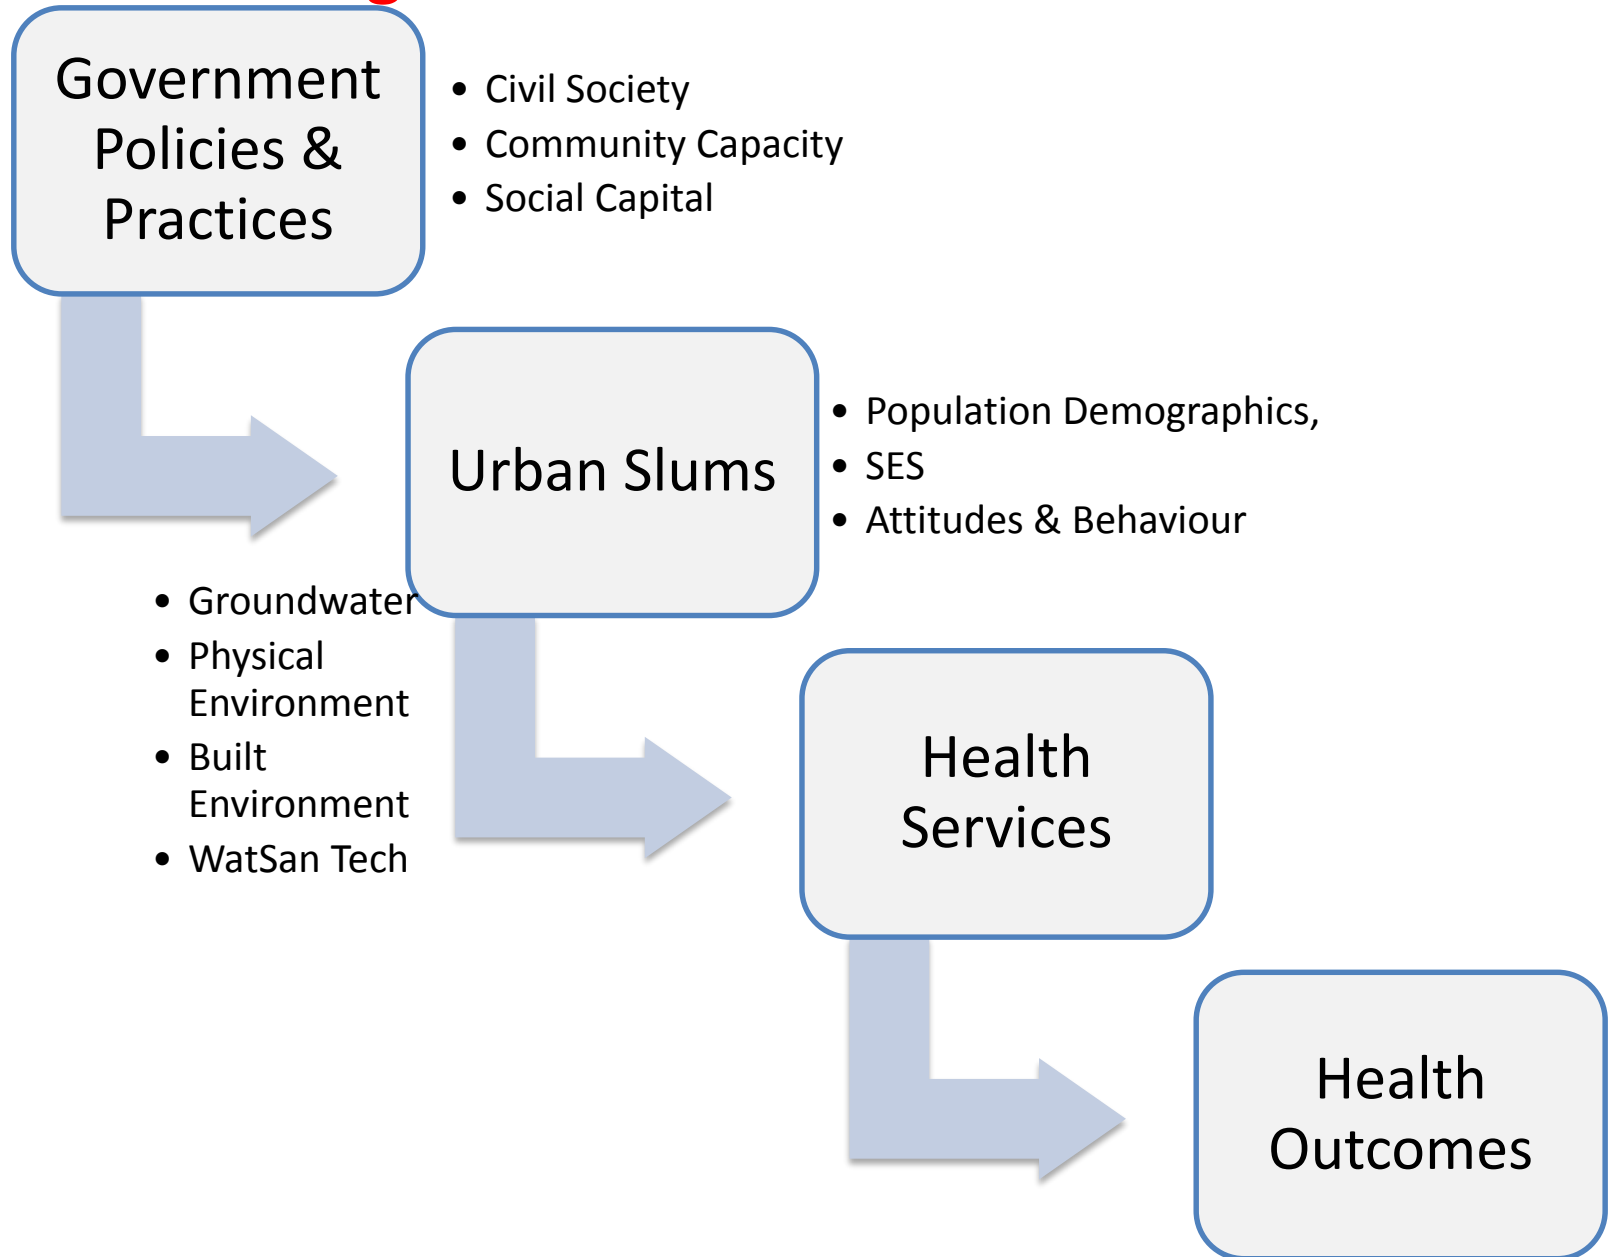 Government
Policies &
Practices
• Civil Society
• Community Capacity
• Social Capital
Urban Slums
• Population Demographics,
• SES
• Attitudes & Behaviour
• Groundwater
• Physical
Environment
• Built
Environment
• WatSan Tech
Health
Services
Health
Outcomes